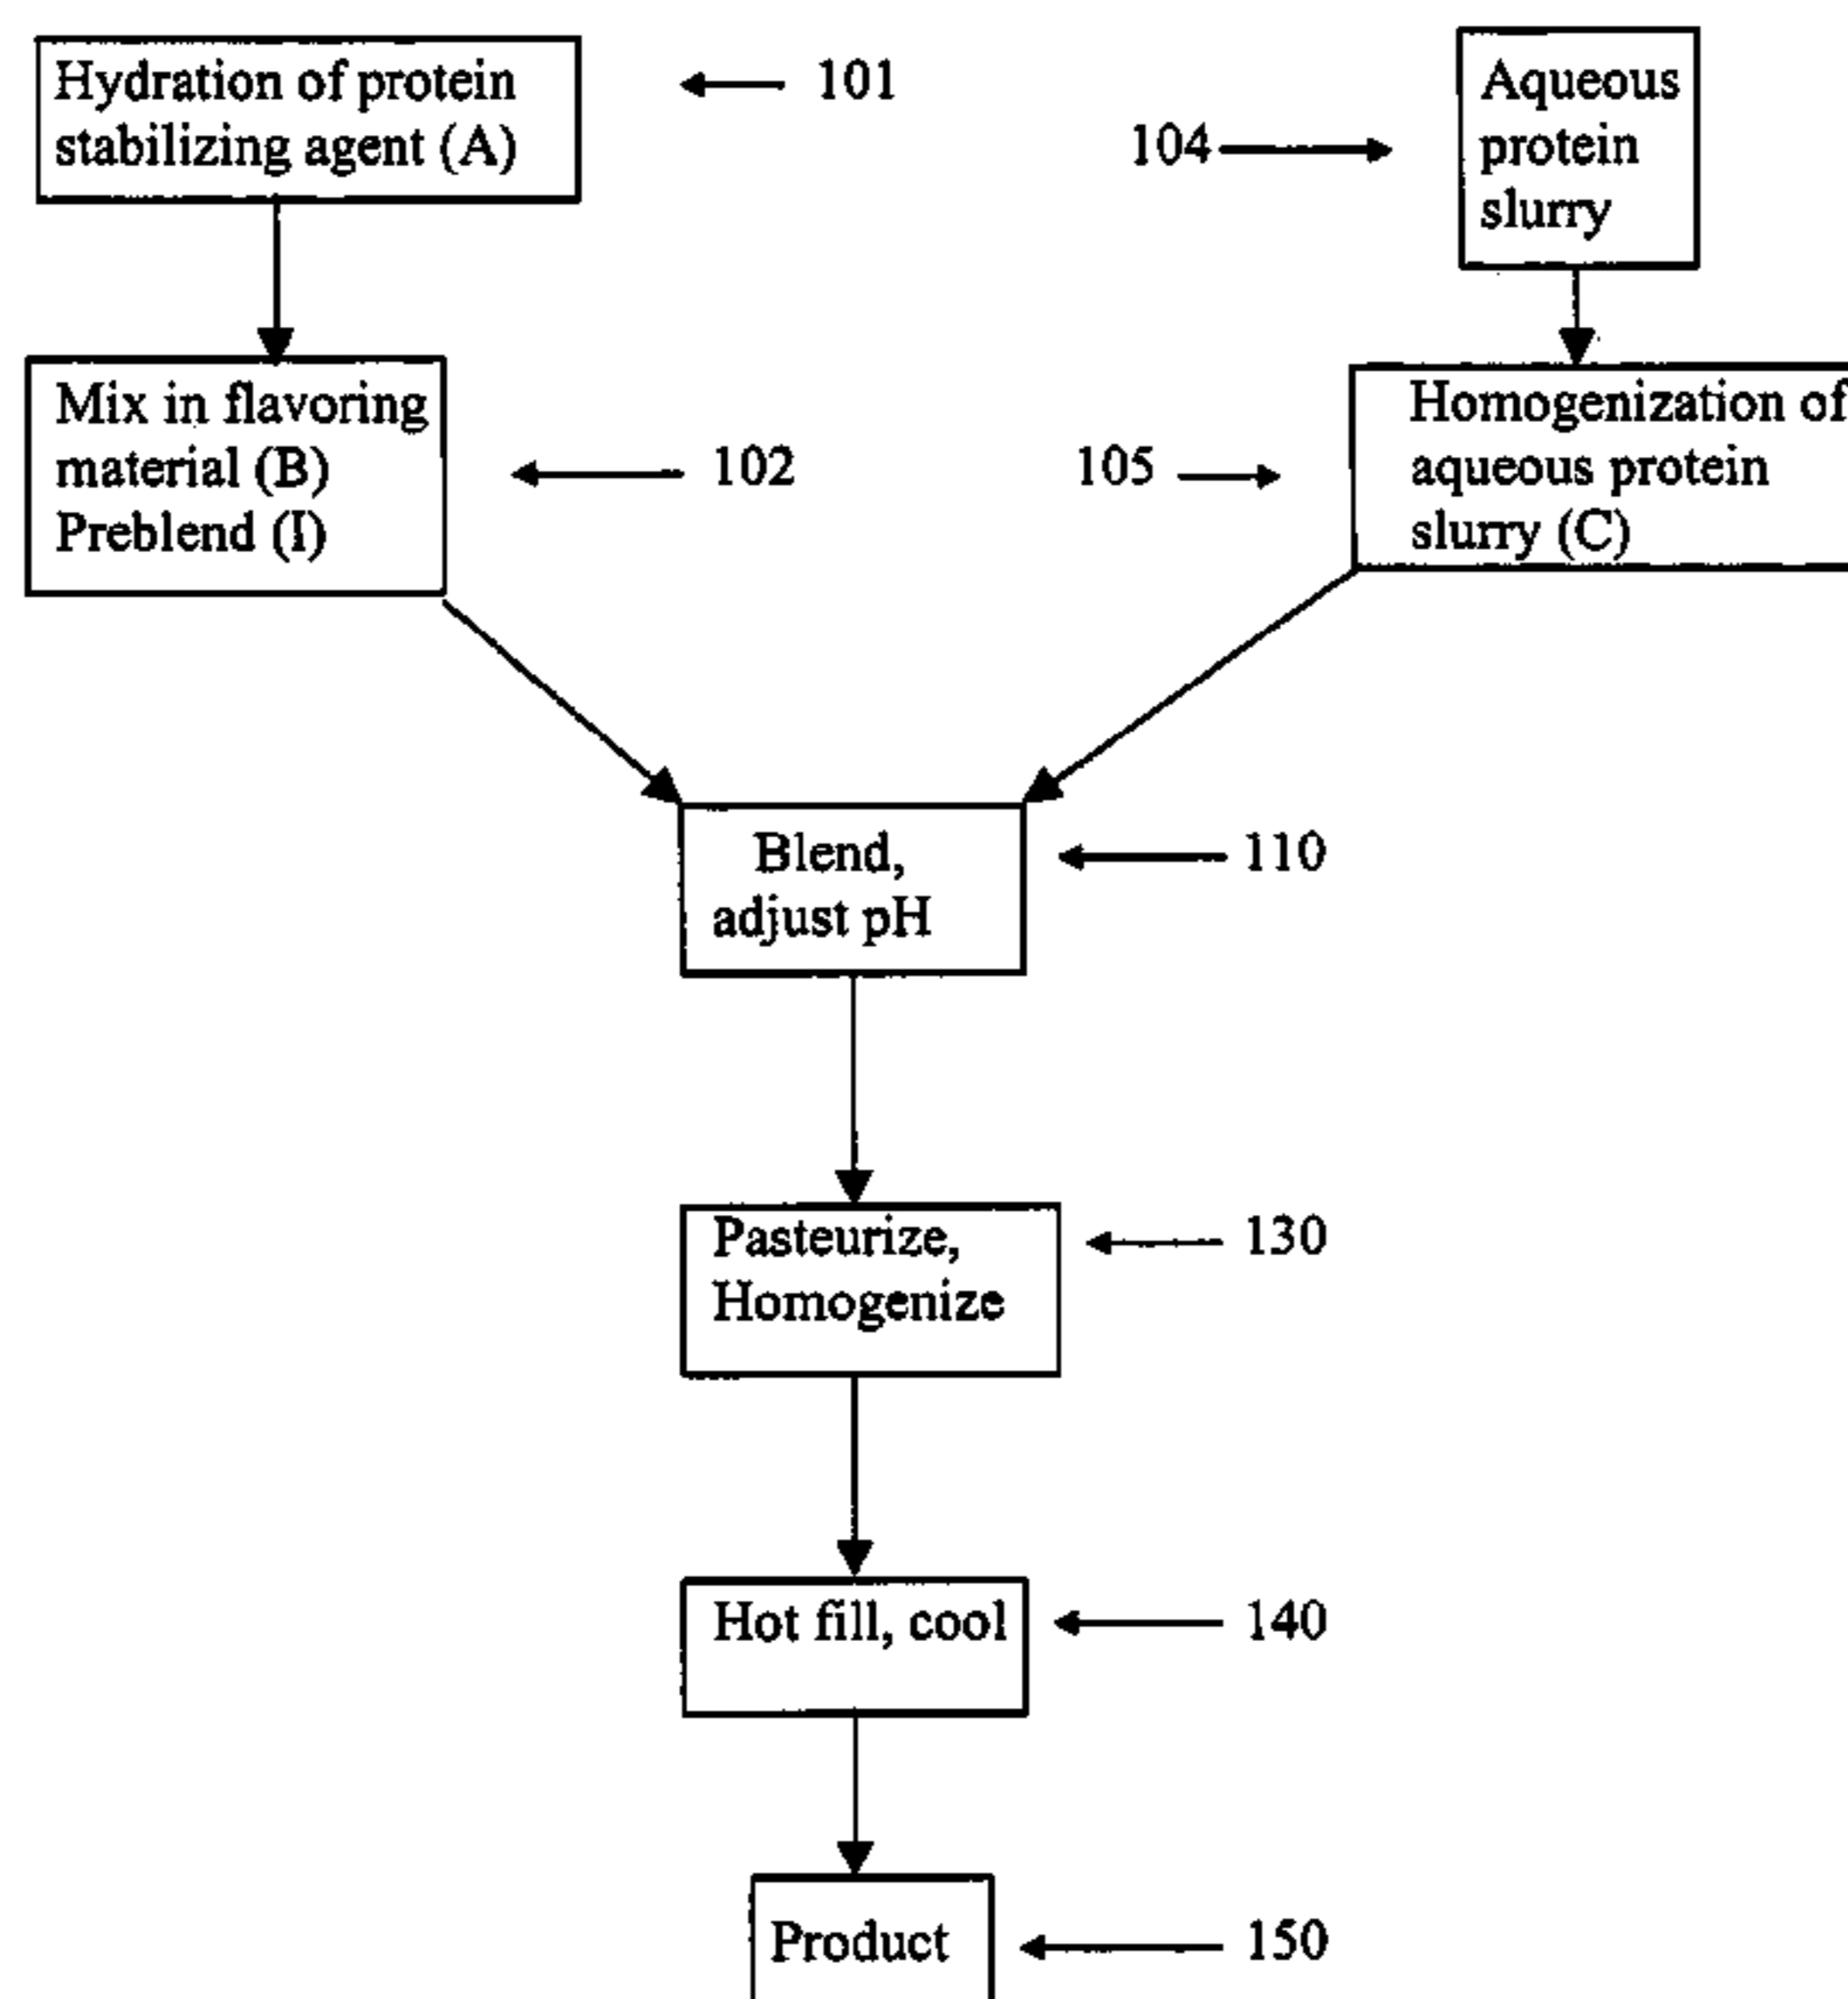 Hydration of protein
stabilizing agent (A)
101
104
Aqueous
protein
slurry
Mix in flavoring
material (B)
Preblend (I)
102
105
Homogenization of
aqueous protein
slurry (C)
Blend,
adjust pH
110
Pasteurize,
Homogenize
130
Hot fill, cool
140
Product
150